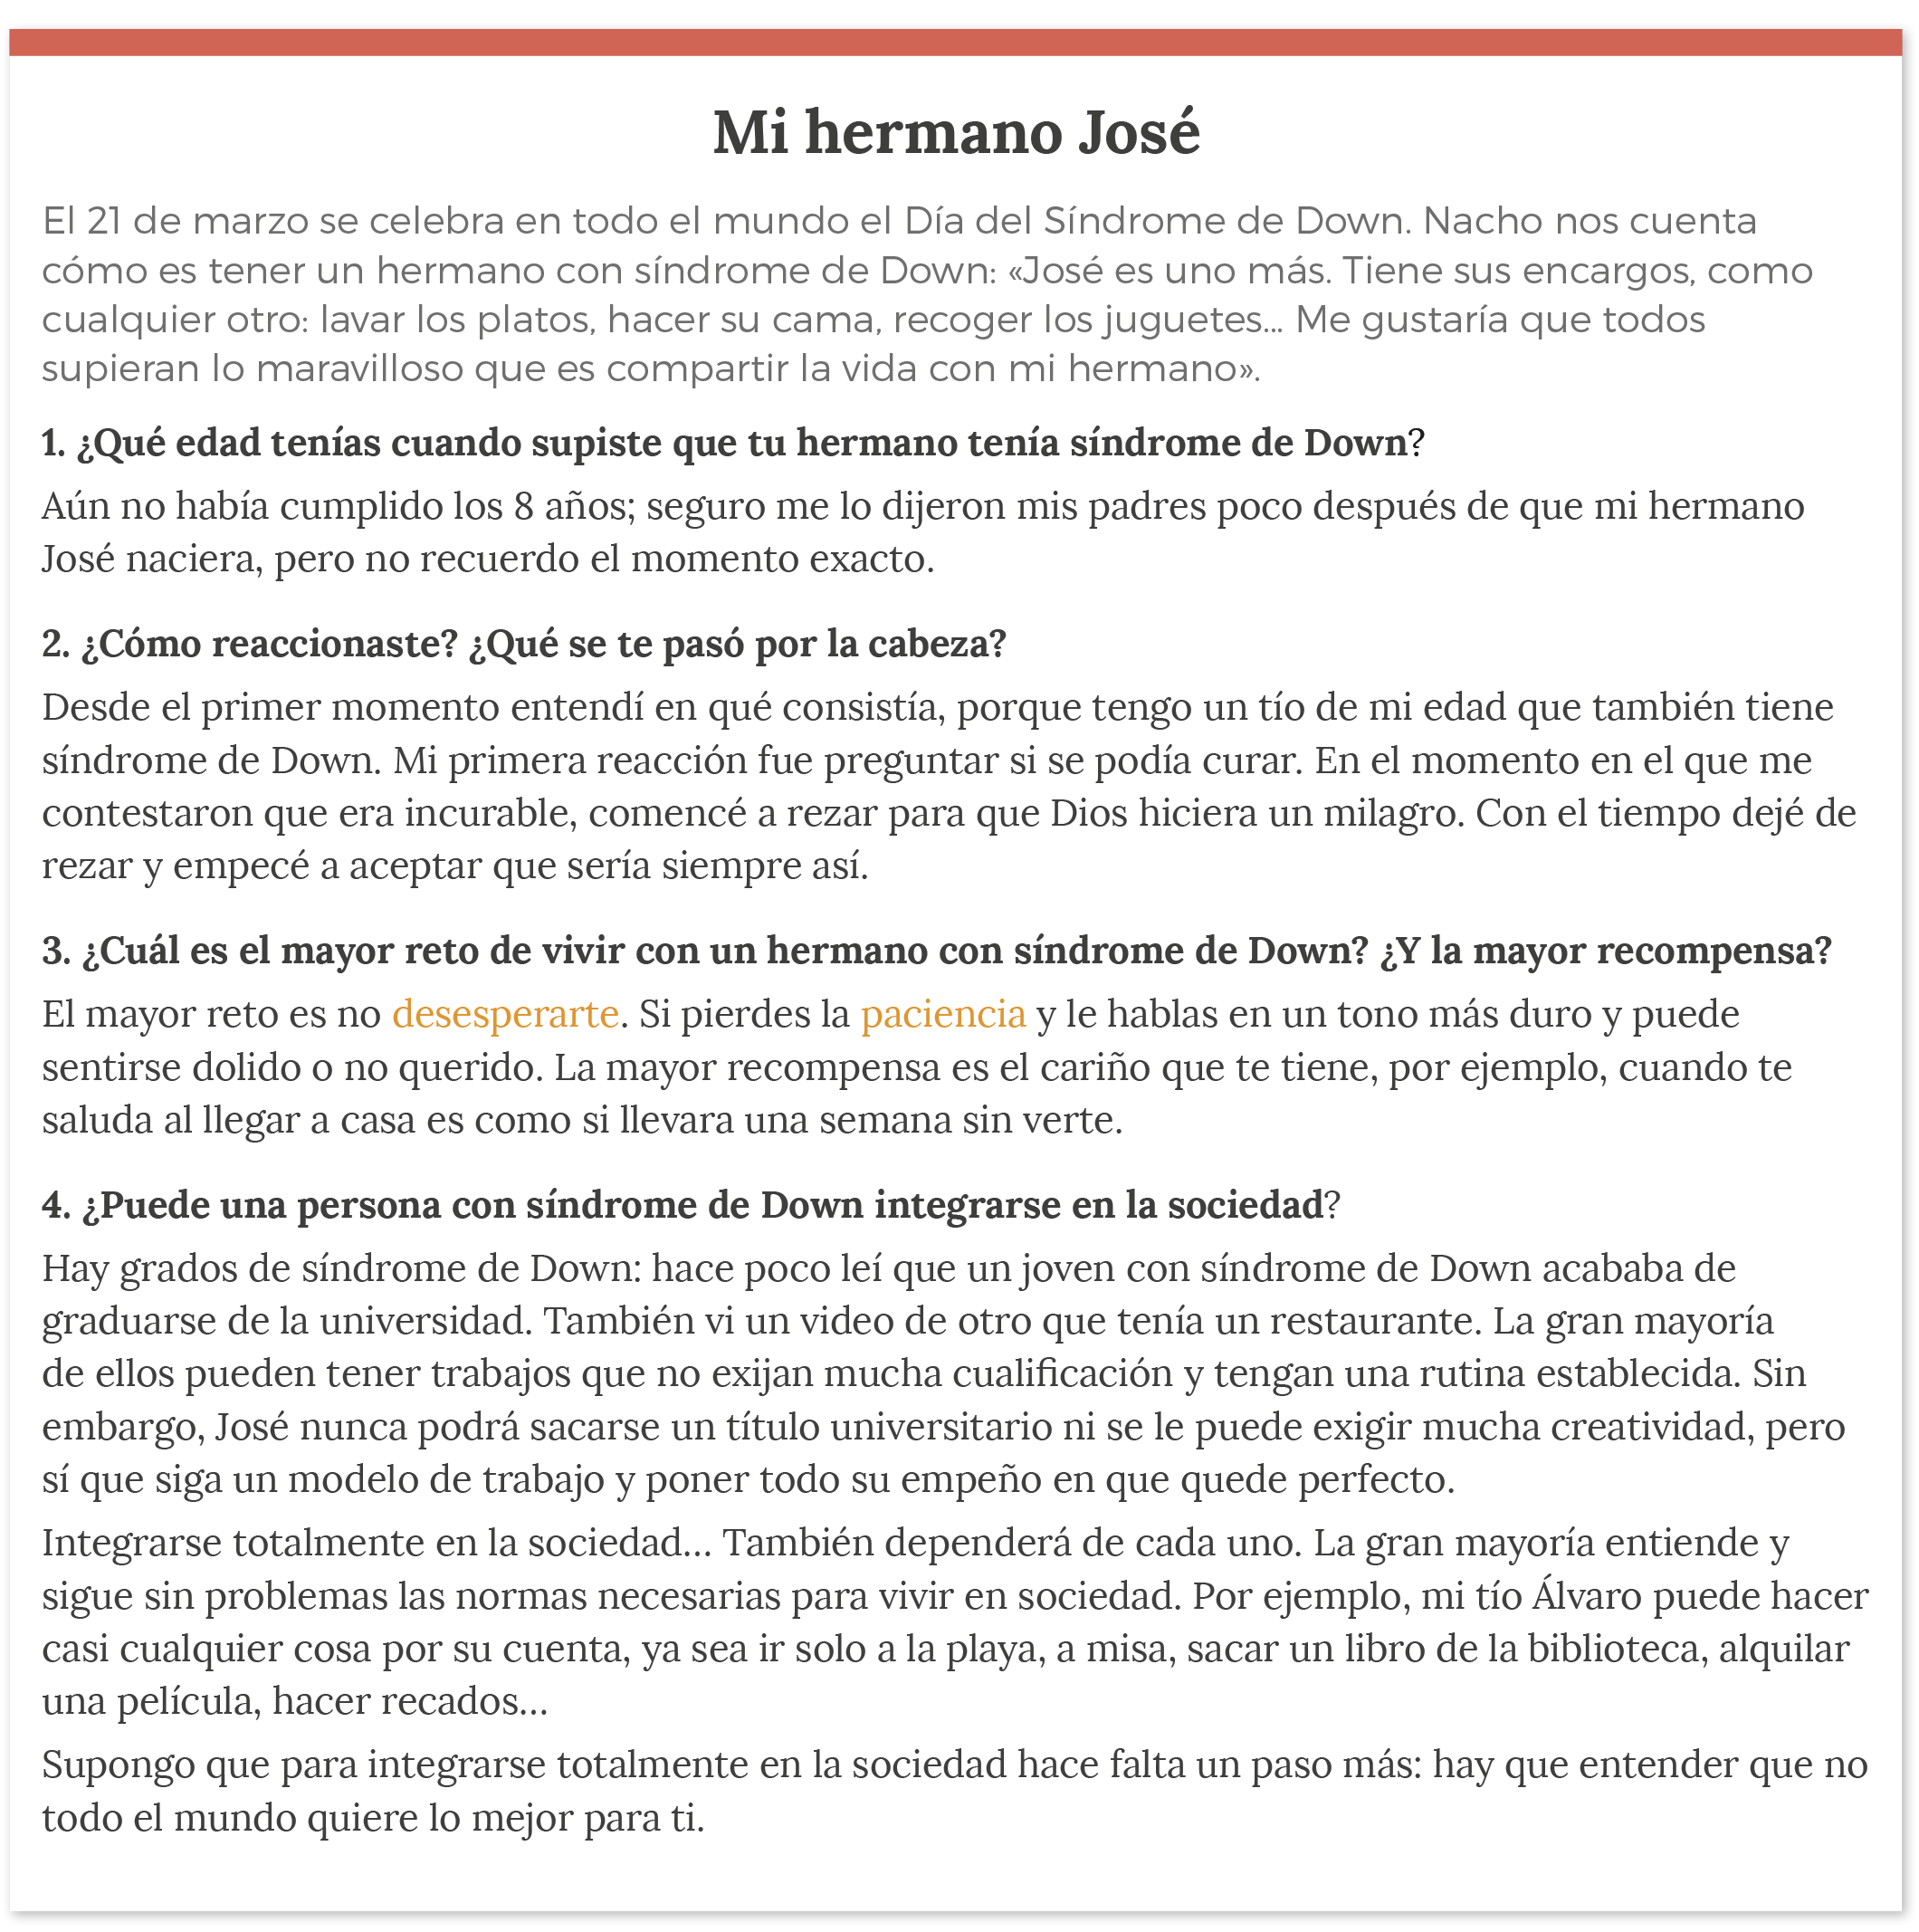 Mi hermano José
El 21 de marzo se celebra en todo el mundo el Día del Síndrome de Down. Nacho nos cuenta
cómo es tener un hermano con síndrome de Down: «José es uno más. Tiene sus encargos, como
cualquier otro: lavar los platos, hacer su cama, recoger los juguetes... Me gustaría que todos
supieran lo maravilloso que es compartir la vida con mi hermano».
1. ¿Qué edad tenías cuando supiste que tu hermano tenía síndrome de Down?
Aún no había cumplido los 8 años; seguro me lo dijeron mis padres poco después de que mi hermano
José naciera, pero no recuerdo el momento exacto.
2. ¿Cómo reaccionaste? ¿Qué se te pasó por la cabeza?
Desde el primer momento entendí en qué consistía, porque tengo un tío de mi edad que también tiene
síndrome de Down. Mi primera reacción fue preguntar si se podía curar. En el momento en el que me
contestaron que era incurable, comencé a rezar para que Dios hiciera un milagro. Con el tiempo dejé de
rezar y empecé a aceptar que sería siempre así.
3. ¿Cuál es el mayor reto de vivir con un hermano con síndrome de Down? ¿Y la mayor recompensa?
El mayor reto es no desesperarte. Si pierdes la paciencia y le hablas en un tono más duro y puede
sentirse dolido o no querido. La mayor recompensa es el cariño que te tiene, por ejemplo, cuando te
saluda al llegar a casa es como si llevara una semana sin verte.
4. ¿Puede una persona con síndrome de Down integrarse en la sociedad?
Hay grados de síndrome de Down: hace poco leí que un joven con síndrome de Down acababa de
graduarse de la universidad. También vi un video de otro que tenía un restaurante. La gran mayoría
de ellos pueden tener trabajos que no exijan mucha cualificación y tengan una rutina establecida. Sin
embargo, José nunca podrá sacarse un título universitario ni se le puede exigir mucha creatividad, pero
sí que siga un modelo de trabajo y poner todo su empeño en que quede perfecto.
Integrarse totalmente en la sociedad... También dependerá de cada uno. La gran mayoría entiende y
sigue sin problemas las normas necesarias para vivir en sociedad. Por ejemplo, mi tío Álvaro puede hacer
casi cualquier cosa por su cuenta, ya sea ir solo a la playa, a misa, sacar un libro de la biblioteca, alquilar
una película, hacer recados...
Supongo que para integrarse totalmente en la sociedad hace falta un paso más: hay que entender que no
todo el mundo quiere lo mejor para ti.